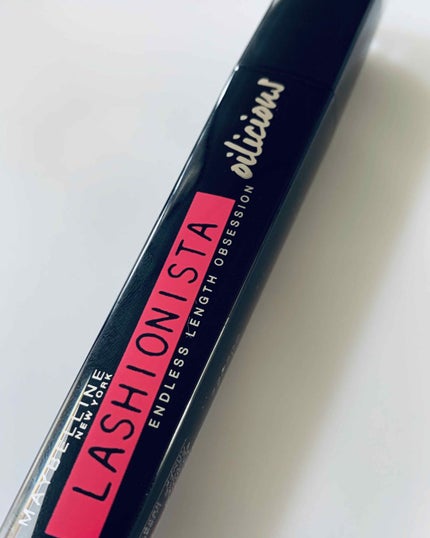 MAYBELLINE
NEW YORK
LASHIONISTA
ENDLESS LENGTH OBSESSION
oilicious